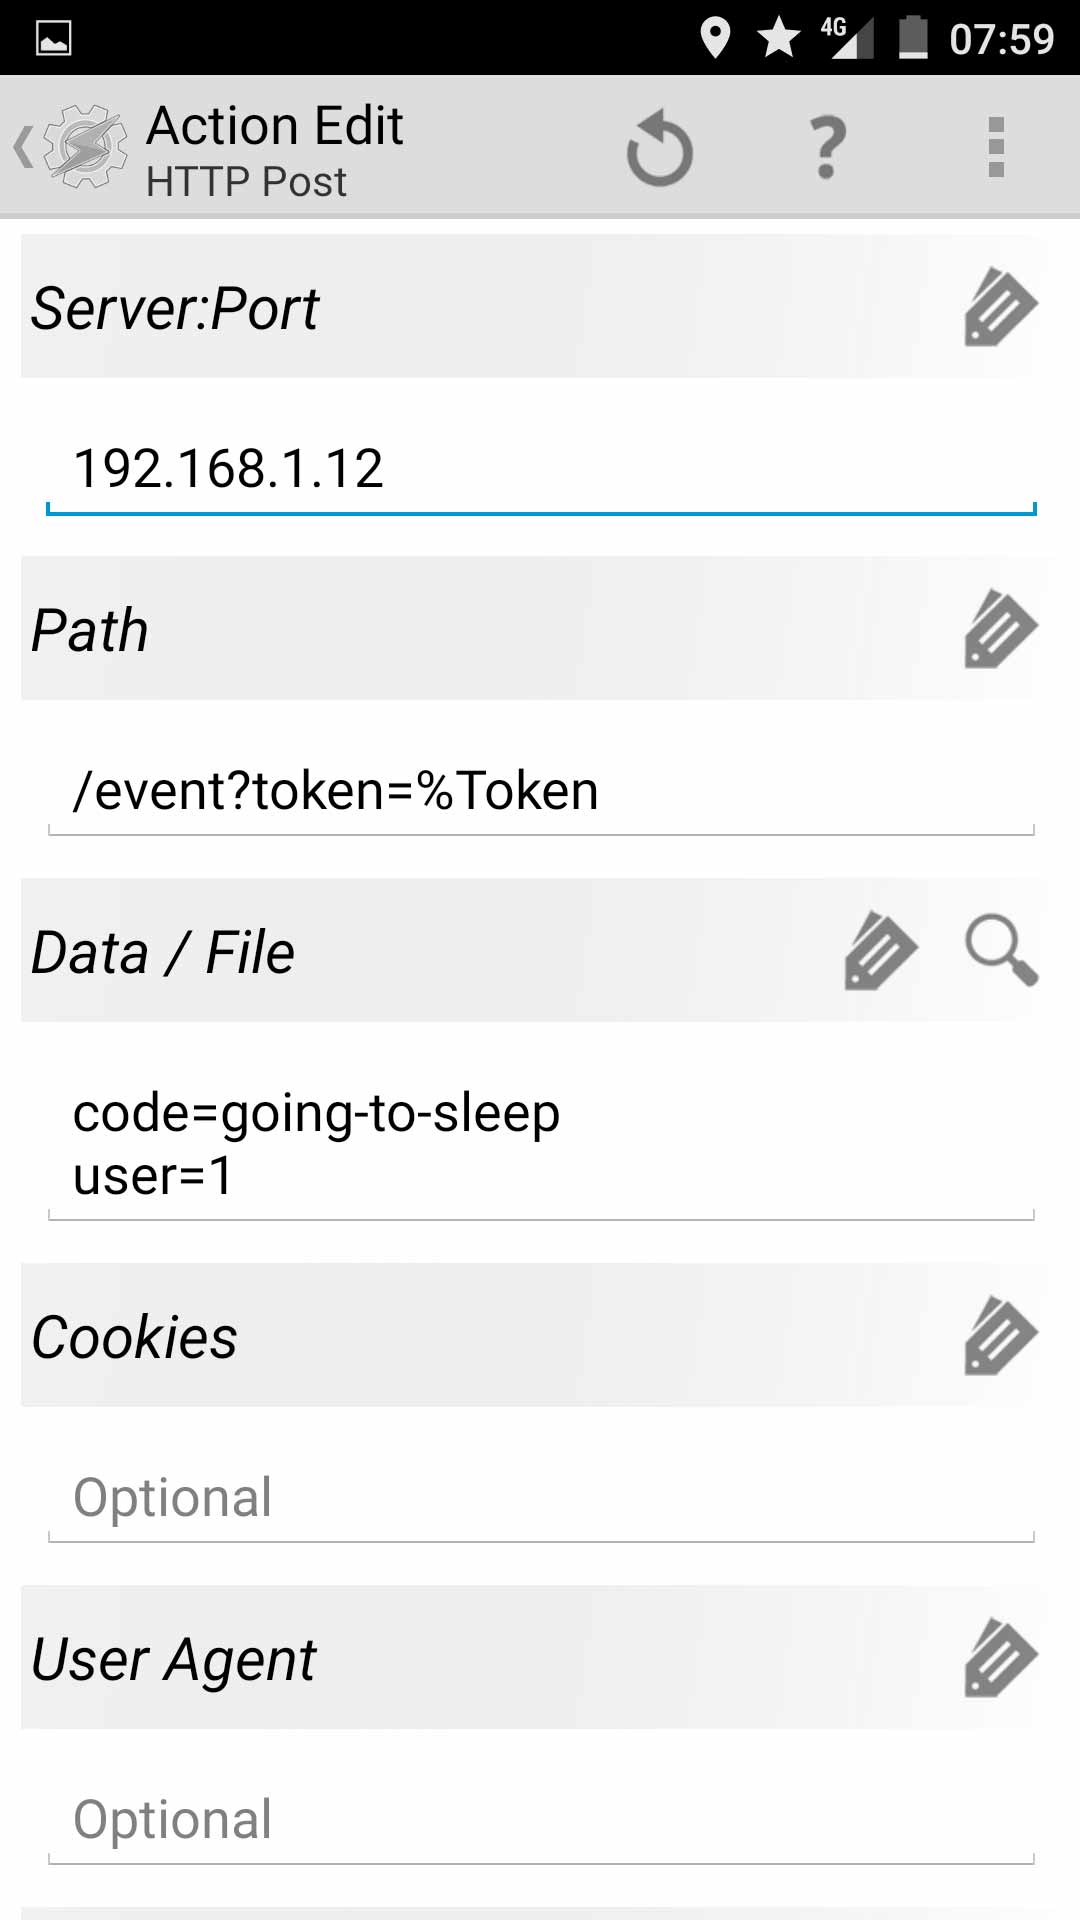 4G 07:59
Action Edit
HTTP Post
Server:Port
192.168.1.12
Path
/event?token=%Token
Data / File
code=going-to-sleep
user=1
Cookies
Optional
User Agent
Optional